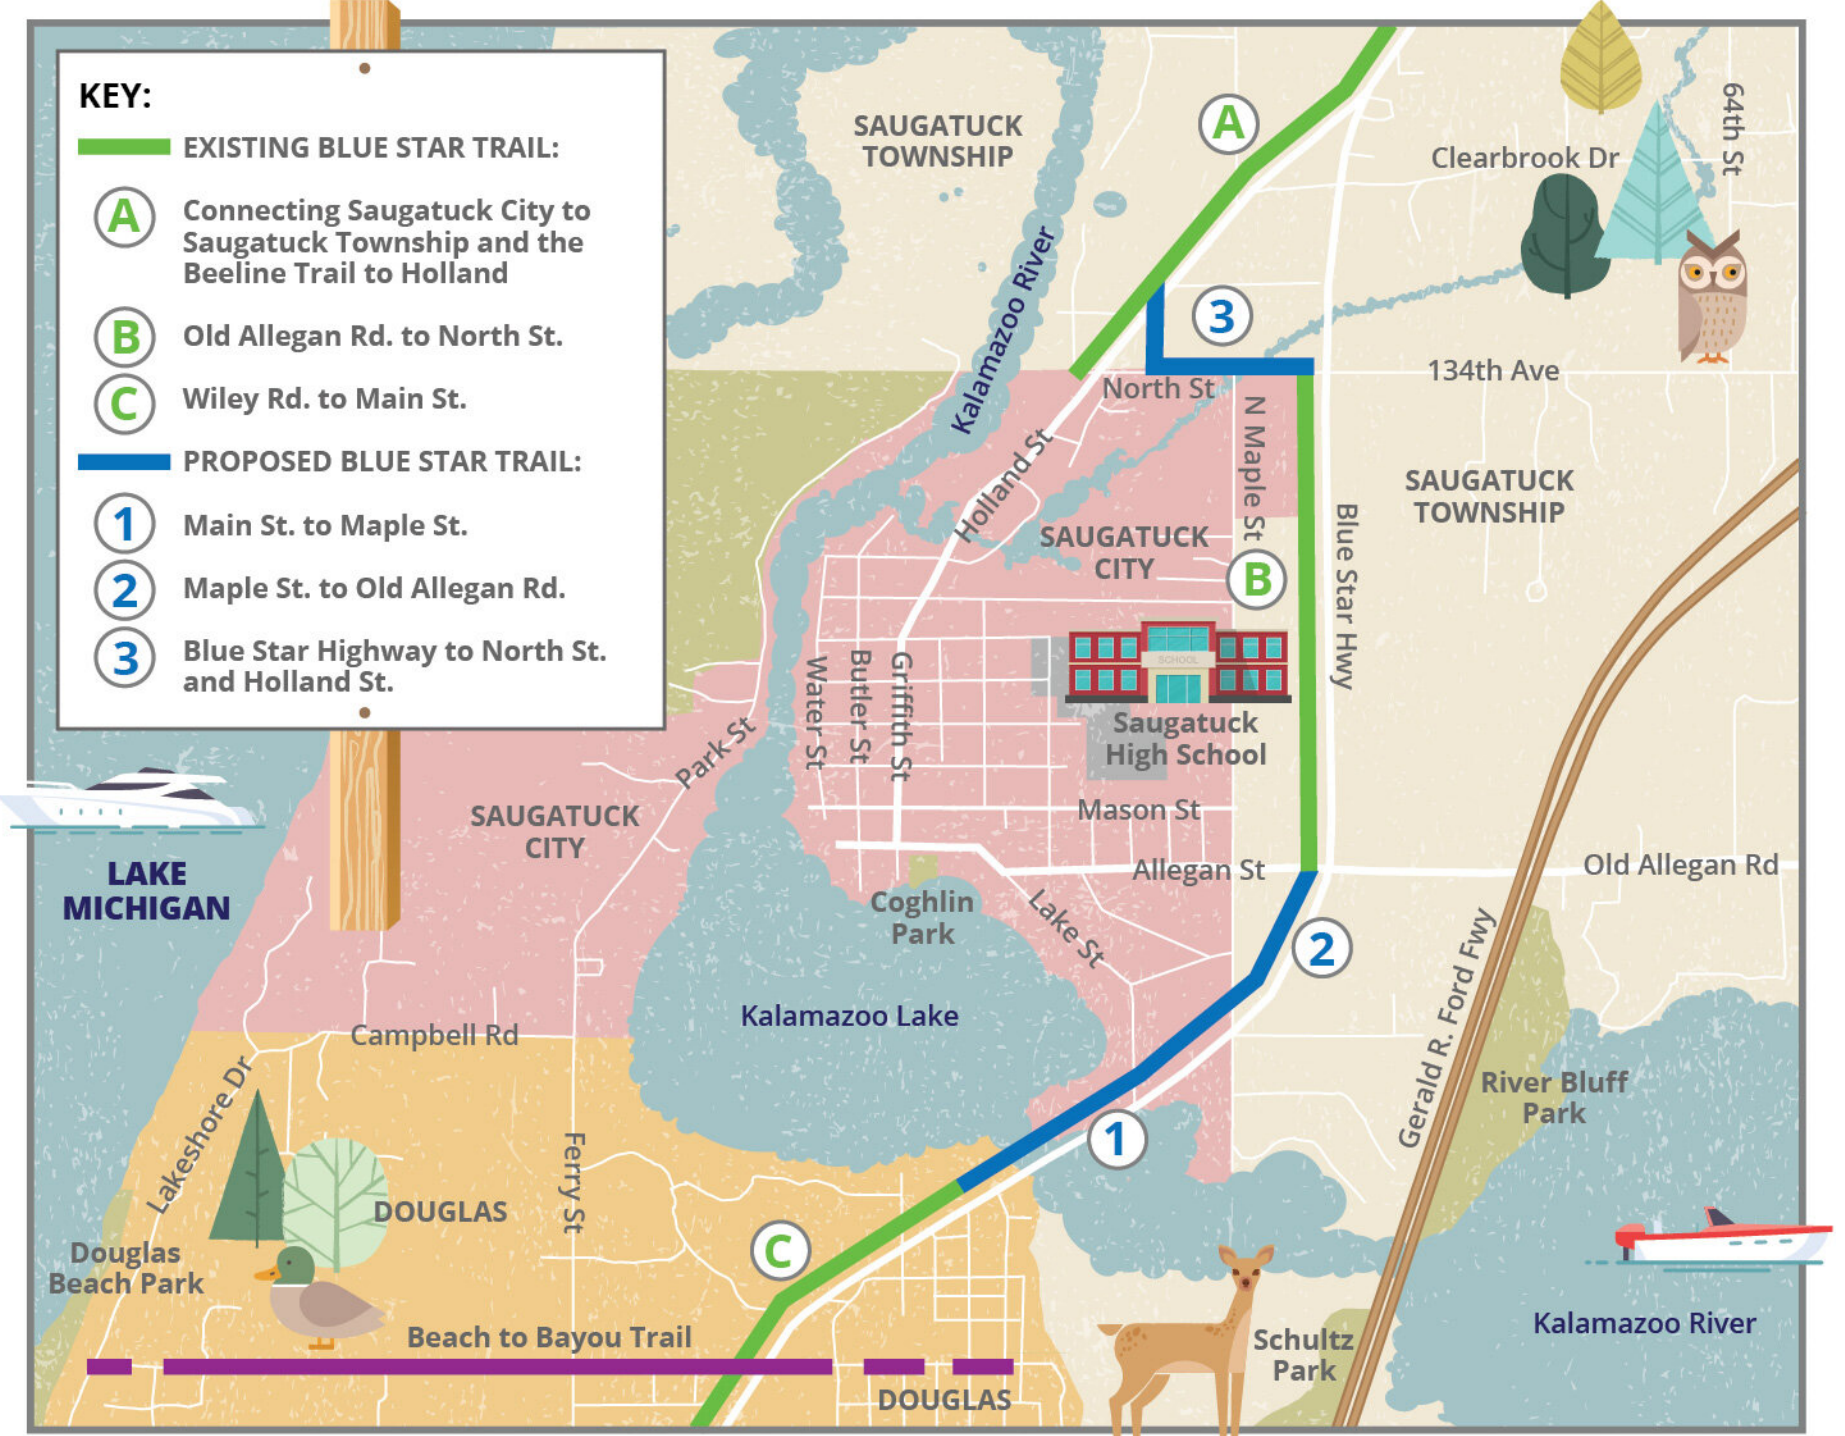 KEY:
EXISTING BLUE STAR TRAIL:
A
Connecting Saugatuck City to
Saugatuck Township and the
Beeline Trail to Holland
B
Old Allegan Rd. to North St.
C
Wiley Rd. to Main St.
PROPOSED BLUE STAR TRAIL:
1
Main St. to Maple St.
2
Maple St. to Old Allegan Rd.
3
Blue Star Highway to North St.
and Holland St.
SAUGATUCK
TOWNSHIP
A
Clearbrook Dr
64th St
Kalamazoo River
3
North St
134th Ave
Holland St
N Maple St
SAUGATUCK
TOWNSHIP
SAUGATUCK
CITY
B
Blue Star Hwy
SCHOOL
Saugatuck
High School
Water St
Butler St
Griffith St
Park St
SAUGATUCK
CITY
Mason St
Allegan St
Old Allegan Rd
LAKE
MICHIGAN
Coghlin
Park
Lake St
2
Gerald R. Ford Fwy
Kalamazoo Lake
Campbell Rd
Lakeshore Dr
River Bluff
Park
1
Ferry St
DOUGLAS
C
Douglas
Beach Park
Beach to Bayou Trail
DOUGLAS
Schultz
Park
Kalamazoo River